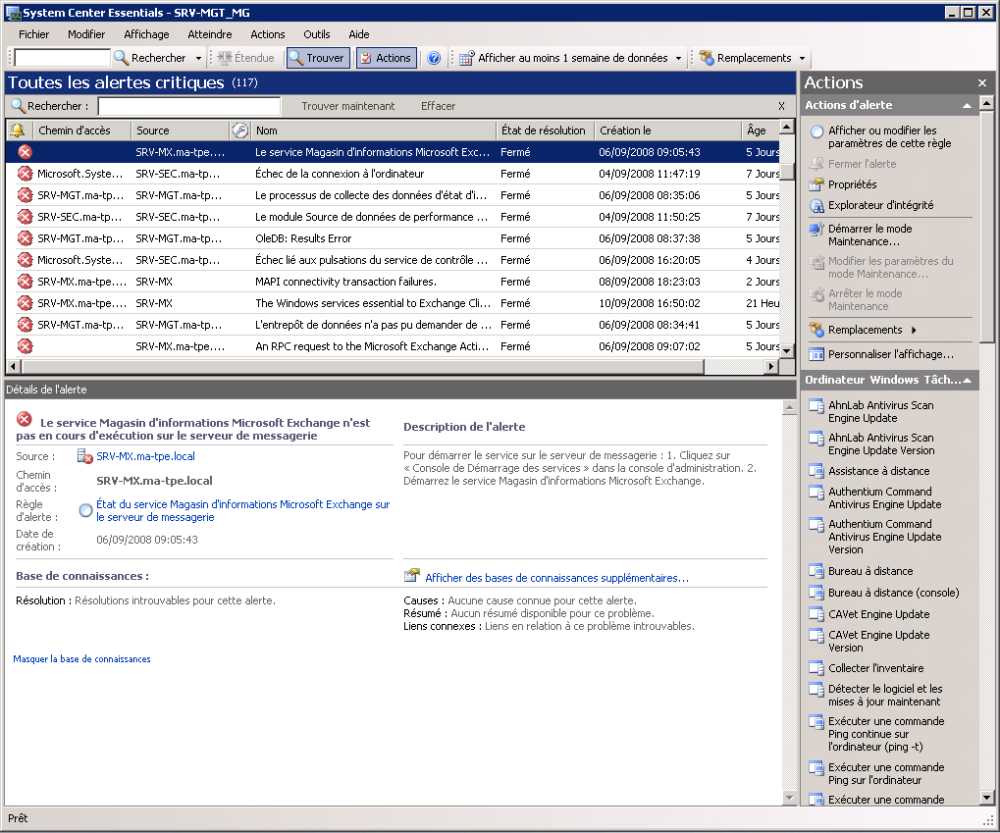 System Center Essentials - SRV-MGT_MG
Fichier Modifier Affichage Atteindre Actions Outils Aide
Rechercher Étendue Trouver Actions Afficher au moins 1 semaine de données Remplacements
Toutes les alertes critiques (117)
Rechercher : Trouver maintenant Effacer X
Chemin d'accès Source Nom État de résolution Création le Âge
SRV-MX.ma-tpe.... Le service Magasin d'informations Microsoft Exc... Fermé 06/09/2008 09:05:43 5 Jours
Microsoft.Syste... SRV-SEC.ma-tp... Échec de la connexion à l'ordinateur Fermé 04/09/2008 11:47:19 7 Jours
SRV-MGT.ma-tp... SRV-MGT.ma-tp... Le processus de collecte des données d'état d'i... Fermé 06/09/2008 08:35:06 5 Jours
SRV-SEC.ma-tp... SRV-SEC.ma-tp... Le module Source de données de performance ... Fermé 04/09/2008 11:50:25 7 Jours
SRV-MGT.ma-tp... SRV-MGT.ma-tp... OleDB: Results Error Fermé 06/09/2008 08:37:38 5 Jours
Microsoft.Syste... SRV-SEC.ma-tp... Échec lié aux pulsations du service de contrôle ... Fermé 06/09/2008 16:20:05 4 Jours
SRV-MX.ma-tpe... SRV-MX MAPI connectivity transaction failures. Fermé 08/09/2008 18:23:03 2 Jours
SRV-MX.ma-tpe... SRV-MX The Windows services essential to Exchange Cli... Fermé 10/09/2008 16:50:02 21 Heu
SRV-MGT.ma-tp... SRV-MGT.ma-tp... L'entrepôt de données n'a pas pu demander de ... Fermé 06/09/2008 08:34:41 5 Jours
SRV-MX.ma-tpe.... An RPC request to the Microsoft Exchange Acti... Fermé 06/09/2008 09:07:02 5 Jours
Détails de l'alerte
Le service Magasin d'informations Microsoft Exchange n'est
pas en cours d'exécution sur le serveur de messagerie
Source : SRV-MX.ma-tpe.local
Chemin
d'accès : SRV-MX.ma-tpe.local
Règle
d'alerte : État du service Magasin d'informations Microsoft Exchange sur
le serveur de messagerie
Date de
création : 06/09/2008 09:05:43
Description de l'alerte
Pour démarrer le service sur le serveur de messagerie : 1. Cliquez sur
« Console de Démarrage des services » dans la console d'administration. 2.
Démarrez le service Magasin d'informations Microsoft Exchange.
Base de connaissances :
Afficher des bases de connaissances supplémentaires...
Résolution : Résolutions introuvables pour cette alerte.
Causes : Aucune cause connue pour cette alerte.
Résumé : Aucun résumé disponible pour ce problème.
Liens connexes : Liens en relation à ce problème introuvables.
Masquer la base de connaissances
Actions
Actions d'alerte
Afficher ou modifier les
paramètres de cette règle
Fermer l'alerte
Propriétés
Explorateur d'intégrité
Démarrer le mode
Maintenance...
Modifier les paramètres du
mode Maintenance...
Arrêter le mode
Maintenance
Remplacements
Personnaliser l'affichage...
Ordinateur Windows Tâch...
AhnLab Antivirus Scan
Engine Update
AhnLab Antivirus Scan
Engine Update Version
Assistance à distance
Authentium Command
Antivirus Engine Update
Authentium Command
Antivirus Engine Update
Version
Bureau à distance
Bureau à distance (console)
CAVet Engine Update
CAVet Engine Update
Version
Collecter l'inventaire
Détecter le logiciel et les
mises à jour maintenant
Exécuter une commande
Ping continue sur
l'ordinateur (ping -t)
Exécuter une commande
Ping sur l'ordinateur
Exécuter une commande
Prêt